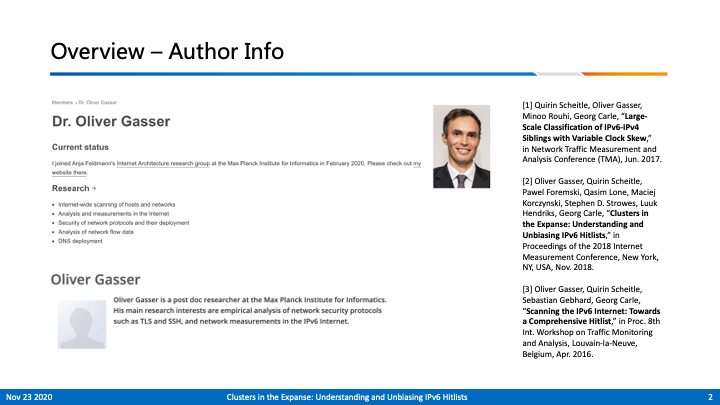 Overview – Author Info
Members › Dr. Oliver Gasser
Dr. Oliver Gasser
Current status
I joined Anja Feldmann's Internet Architecture research group at the Max Planck Institute for Informatics in February 2020. Please check out my
website there.
Research →
• Internet-wide scanning of hosts and networks
• Analysis and measurements in the Internet
• Security of network protocols and their deployment
• Analysis of network flow data
• DNS deployment
Oliver Gasser
Oliver Gasser is a post doc researcher at the Max Planck Institute for Informatics.
His main research interests are empirical analysis of network security protocols
such as TLS and SSH, and network measurements in the IPv6 Internet.
[1] Quirin Scheitle, Oliver Gasser,
Minoo Rouhi, Georg Carle, “Large-
Scale Classification of IPv6-IPv4
Siblings with Variable Clock Skew,”
in Network Traffic Measurement and
Analysis Conference (TMA), Jun. 2017.
[2] Oliver Gasser, Quirin Scheitle,
Pawel Foremski, Qasim Lone, Maciej
Korczynski, Stephen D. Strowes, Luuk
Hendriks, Georg Carle, “Clusters in
the Expanse: Understanding and
Unbiasing IPv6 Hitlists,” in
Proceedings of the 2018 Internet
Measurement Conference, New York,
NY, USA, Nov. 2018.
[3] Oliver Gasser, Quirin Scheitle,
Sebastian Gebhard, Georg Carle,
“Scanning the IPv6 Internet: Towards
a Comprehensive Hitlist,” in Proc. 8th
Int. Workshop on Traffic Monitoring
and Analysis, Louvain-la-Neuve,
Belgium, Apr. 2016.
Nov 23 2020
Clusters in the Expanse: Understanding and Unbiasing IPv6 Hitlists
2